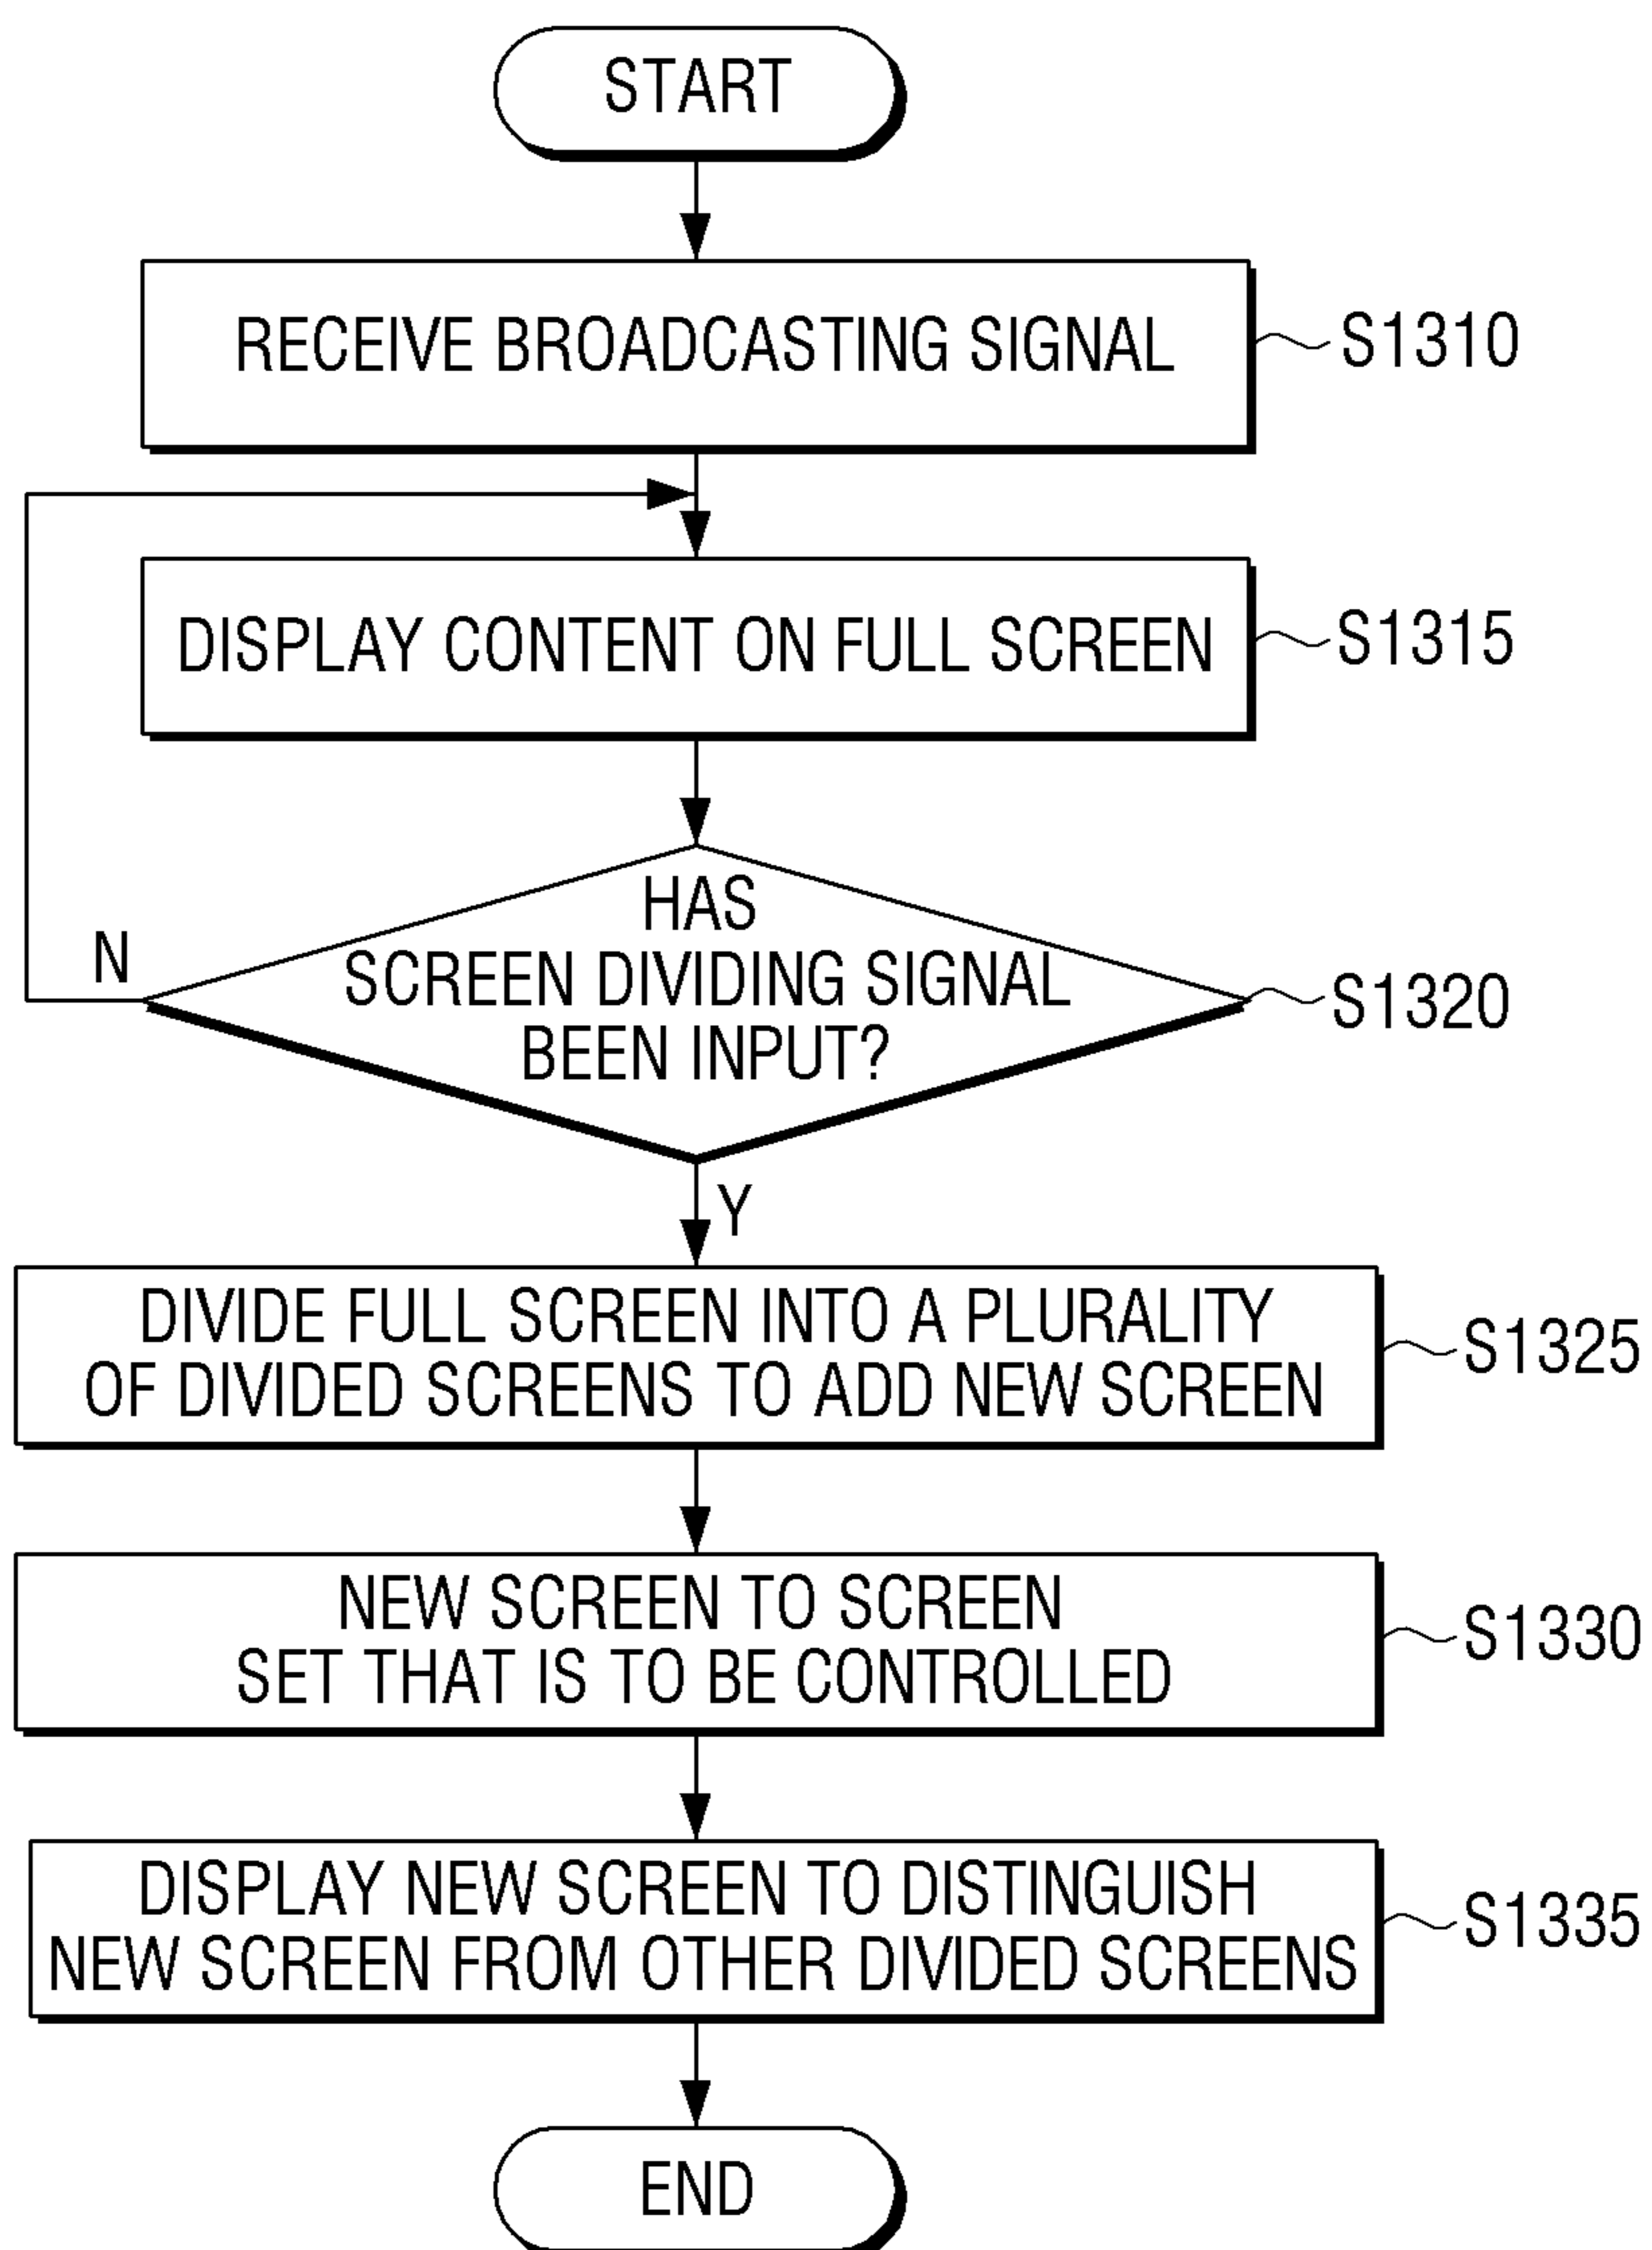 START
RECEIVE BROADCASTING SIGNAL
S1310
DISPLAY CONTENT ON FULL SCREEN
S1315
HAS
SCREEN DIVIDING SIGNAL
BEEN INPUT?
S1320
N
Y
DIVIDE FULL SCREEN INTO A PLURALITY
OF DIVIDED SCREENS TO ADD NEW SCREEN
S1325
NEW SCREEN TO SCREEN
SET THAT IS TO BE CONTROLLED
S1330
DISPLAY NEW SCREEN TO DISTINGUISH
NEW SCREEN FROM OTHER DIVIDED SCREENS
S1335
END